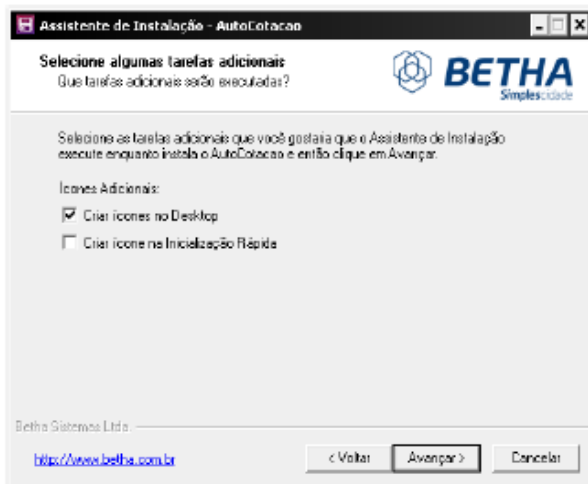 Assistente de Instalação - AutoCotacao
Selecione algumas tarefas adicionais
Que tarefas adicionais serão executadas?
BETHA
Simplescidade
Selecione as tarefas adicionais que você gostaria que o Assistente de Instalação
execute enquanto instala o AutoCotacao e então clique em Avançar.
Ícones Adicionais:
Criar ícones no Desktop
Criar ícone na Inicialização Rápida
Betha Sistemas Ltda.
http://www.betha.com.br
< Voltar
Avançar >
Cancelar